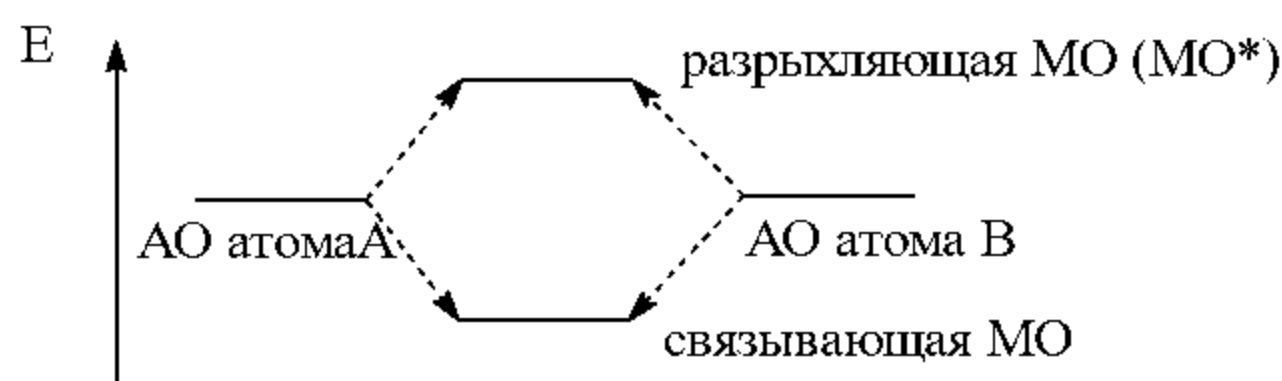 E
разрыхляющая МО (МО*)
АО атомаА
АО атома В
связывающая МО